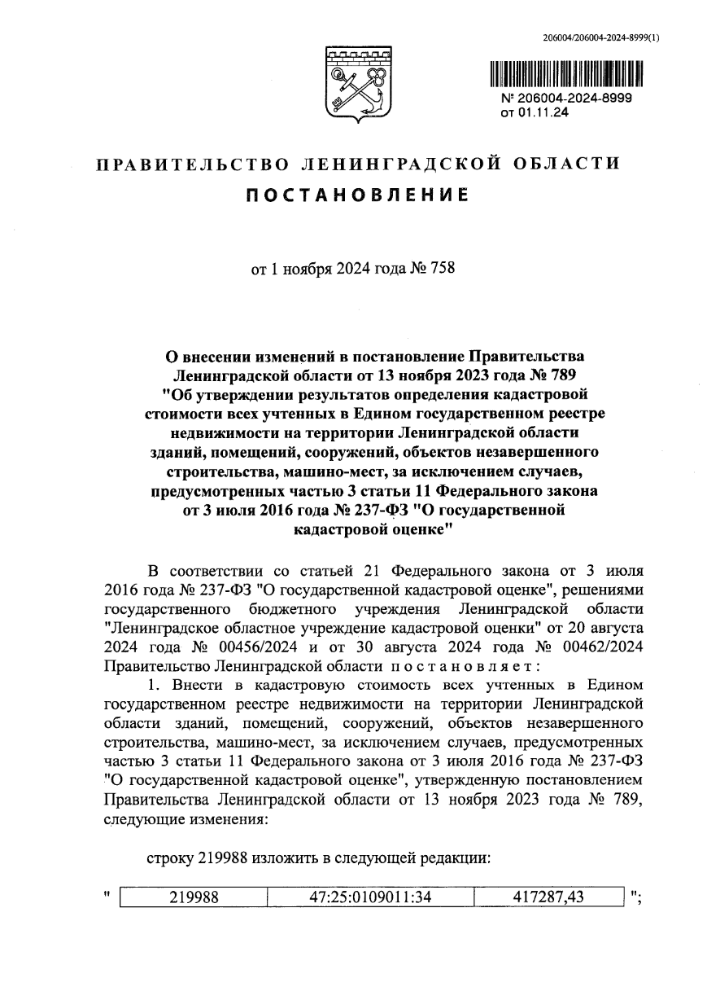 206004/206004-2024-8999(1)
№ 206004-2024-8999
от 01.11.24
ПРАВИТЕЛЬСТВО ЛЕНИНГРАДСКОЙ ОБЛАСТИ
ПОСТАНОВЛЕНИЕ
от 1 ноября 2024 года № 758
О внесении изменений в постановление Правительства
Ленинградской области от 13 ноября 2023 года № 789
"Об утверждении результатов определения кадастровой
стоимости всех учтенных в Едином государственном реестре
недвижимости на территории Ленинградской области
зданий, помещений, сооружений, объектов незавершенного
строительства, машино-мест, за исключением случаев,
предусмотренных частью 3 статьи 11 Федерального закона
от 3 июля 2016 года № 237-ФЗ "О государственной
кадастровой оценке"
В соответствии со статьей 21 Федерального закона от 3 июля
2016 года № 237-ФЗ "О государственной кадастровой оценке", решениями
государственного бюджетного учреждения Ленинградской области
"Ленинградское областное учреждение кадастровой оценки" от 20 августа
2024 года № 00456/2024 и от 30 августа 2024 года № 00462/2024
Правительство Ленинградской области п о с т а н о в л я е т :
1. Внести в кадастровую стоимость всех учтенных в Едином
государственном реестре недвижимости на территории Ленинградской
области зданий, помещений, сооружений, объектов незавершенного
строительства, машино-мест, за исключением случаев, предусмотренных
частью 3 статьи 11 Федерального закона от 3 июля 2016 года № 237-ФЗ
"О государственной кадастровой оценке", утвержденную постановлением
Правительства Ленинградской области от 13 ноября 2023 года № 789,
следующие изменения:
строку 219988 изложить в следующей редакции:
" 219988 47:25:0109011:34 417287,43 ";